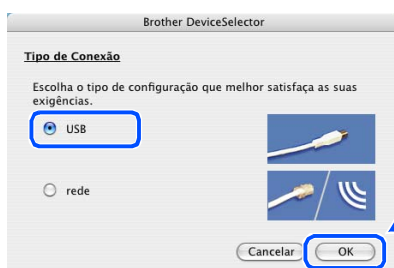 Brother DeviceSelector
Tipo de Conexão
Escolha o tipo de configuração que melhor satisfaça as suas
exigências.
USB
rede
Cancelar OK